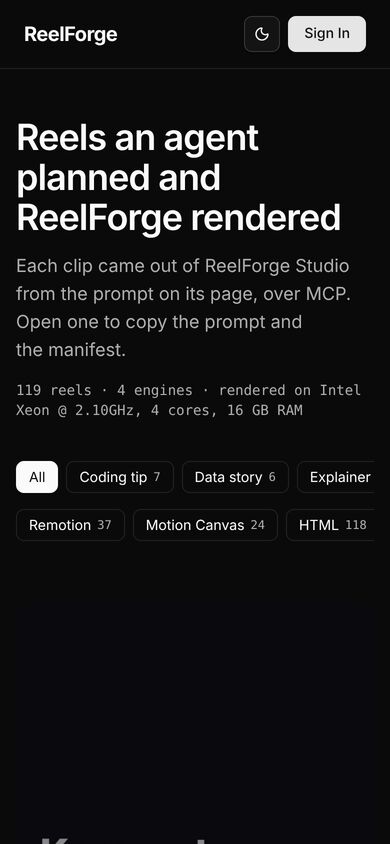 ReelForge
Sign In
Reels an agent
planned and
ReelForge rendered
Each clip came out of ReelForge Studio
from the prompt on its page, over MCP.
Open one to copy the prompt and
the manifest.
119 reels · 4 engines · rendered on Intel
Xeon @ 2.10GHz, 4 cores, 16 GB RAM
All Coding tip 7 Data story 6 Explainer
Remotion 37 Motion Canvas 24 HTML 118